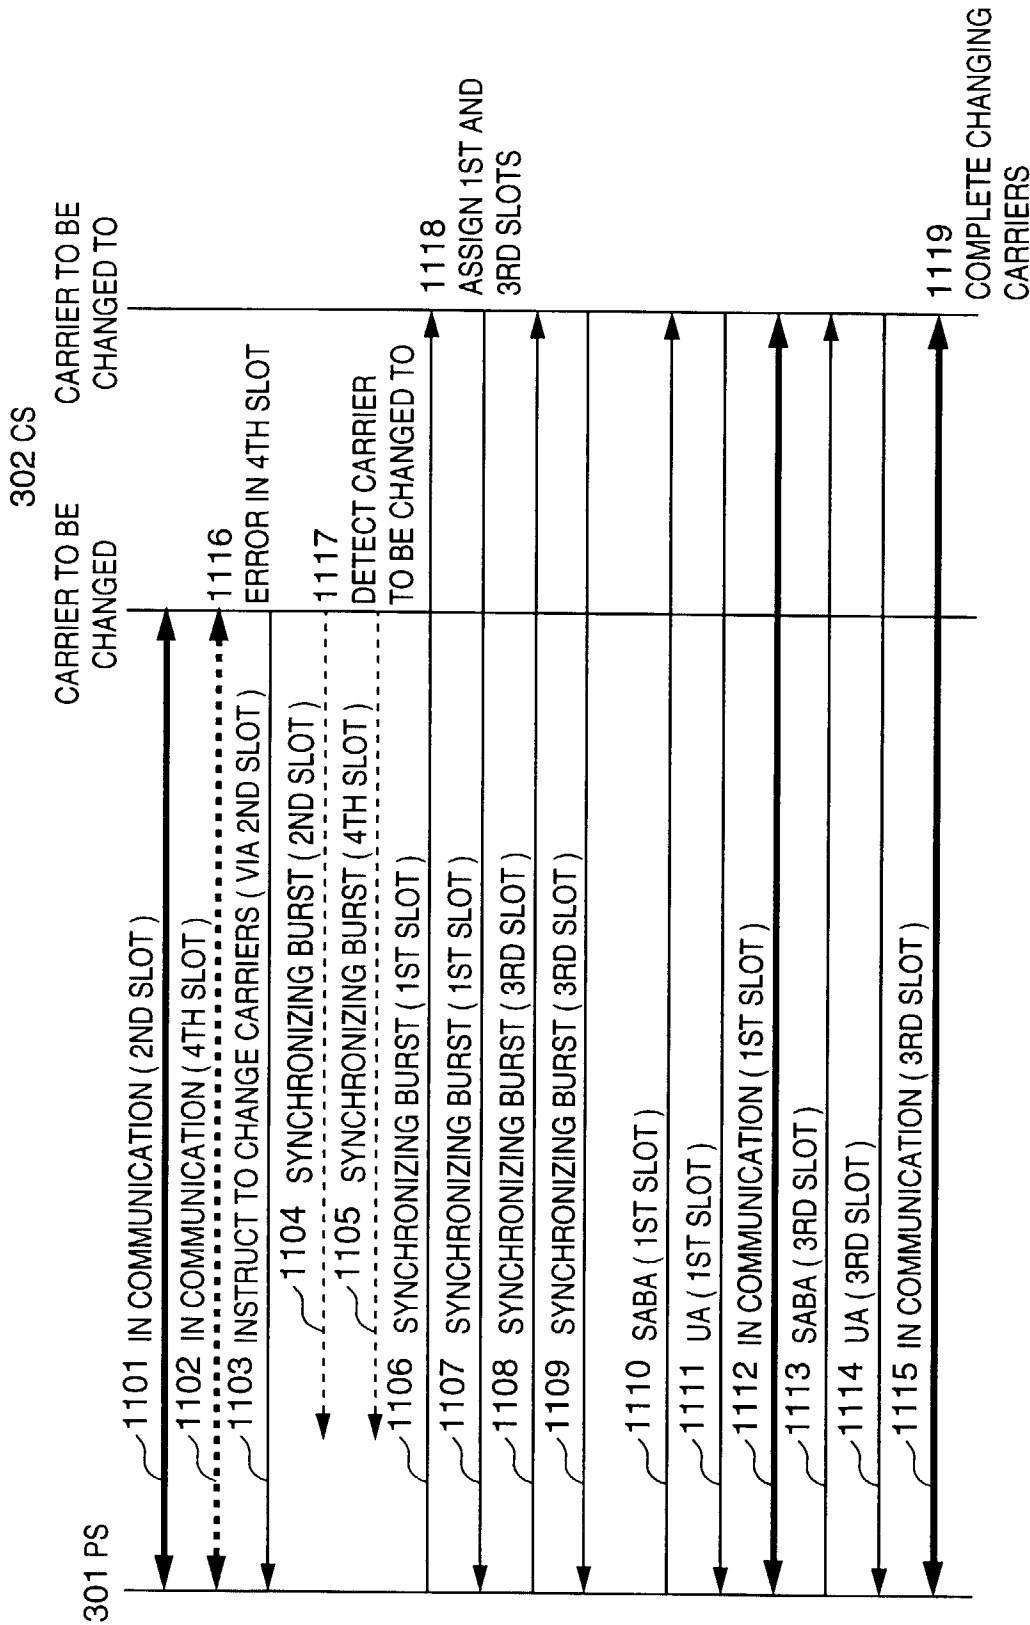 302 CS
301 PS
CARRIER TO BE
CHANGED
CARRIER TO BE
CHANGED TO
1101 IN COMMUNICATION ( 2ND SLOT )
1102 IN COMMUNICATION ( 4TH SLOT )
1116
ERROR IN 4TH SLOT
1103 INSTRUCT TO CHANGE CARRIERS ( VIA 2ND SLOT )
1104 SYNCHRONIZING BURST ( 2ND SLOT )
1117
DETECT CARRIER
TO BE CHANGED TO
1105 SYNCHRONIZING BURST ( 4TH SLOT )
1106 SYNCHRONIZING BURST ( 1ST SLOT )
1118
ASSIGN 1ST AND
3RD SLOTS
1107 SYNCHRONIZING BURST ( 1ST SLOT )
1108 SYNCHRONIZING BURST ( 3RD SLOT )
1109 SYNCHRONIZING BURST ( 3RD SLOT )
1110 SABA ( 1ST SLOT )
1111 UA ( 1ST SLOT )
1112 IN COMMUNICATION ( 1ST SLOT )
1113 SABA ( 3RD SLOT )
1114 UA ( 3RD SLOT )
1115 IN COMMUNICATION ( 3RD SLOT )
1119
COMPLETE CHANGING
CARRIERS